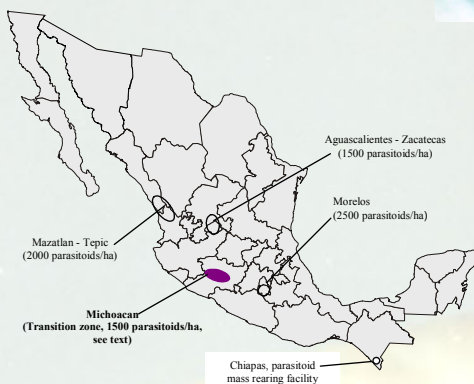 Aguascalientes - Zacatecas
(1500 parasitoids/ha)
Morelos
(2500 parasitoids/ha)
Mazatlan - Tepic
(2000 parasitoids/ha)
Michoacan
(Transition zone, 1500 parasitoids/ha,
see text)
Chiapas, parasitoid
mass rearing facility